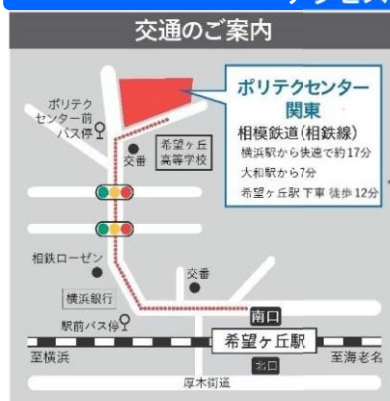 交通のご案内
ポリテクセンター
関東
相模鉄道(相鉄線)
横浜駅から快速で約17分
大和駅から7分
希望ヶ丘駅下車 徒歩12分
ポリテク
センター前
バス停
交番
希望ヶ丘
高等学校
相鉄ローゼン
交番
横浜銀行
駅前バス停
南口
希望ヶ丘駅
至横浜
北口
至海老名
厚木街道